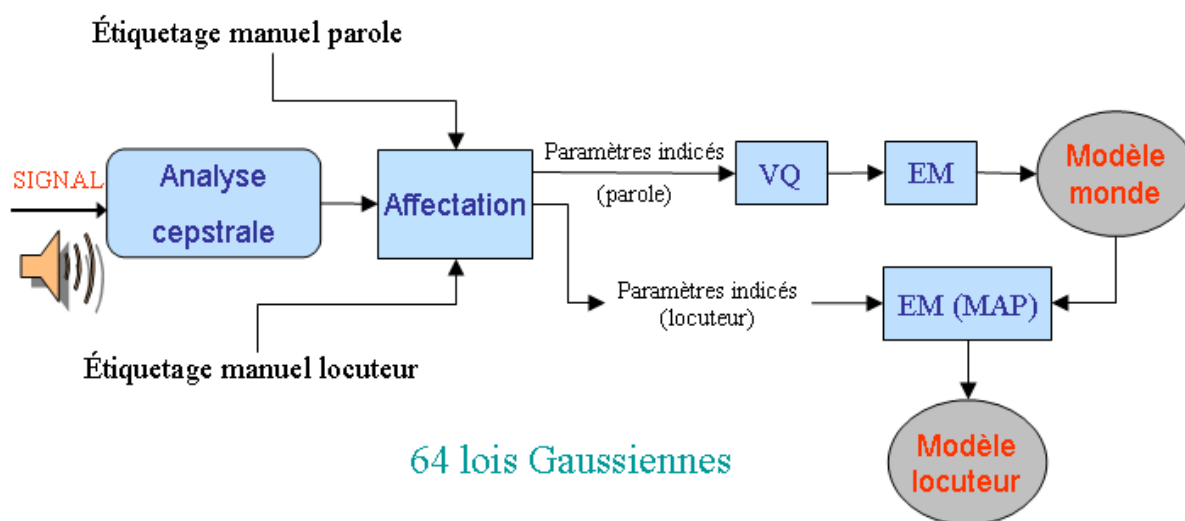 Étiquetage manuel parole
SIGNAL
Analyse
cepstrale
Affectation
Paramètres indicés
(parole)
VQ
EM
Modèle
monde
Paramètres indicés
(locuteur)
EM (MAP)
Étiquetage manuel locuteur
64 lois Gaussiennes
Modèle
locuteur